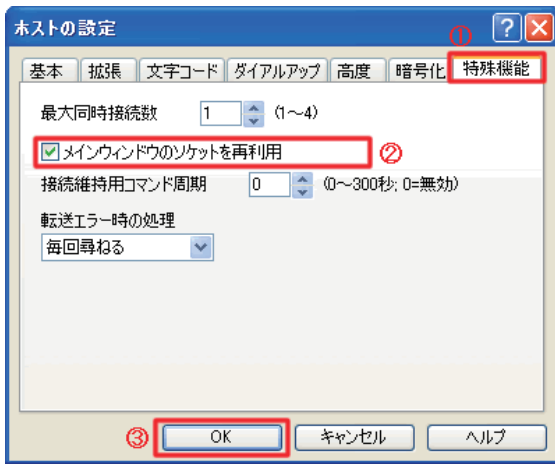 ホストの設定
①
基本 拡張 文字コード ダイアルアップ 高度 暗号化 特殊機能
最大同時接続数 1 (1～4)
メインウィンドウのソケットを再利用 ②
接続維持用コマンド周期 0 (0～300秒; 0=無効)
転送エラー時の処理
毎回尋ねる
③ OK キャンセル ヘルプ